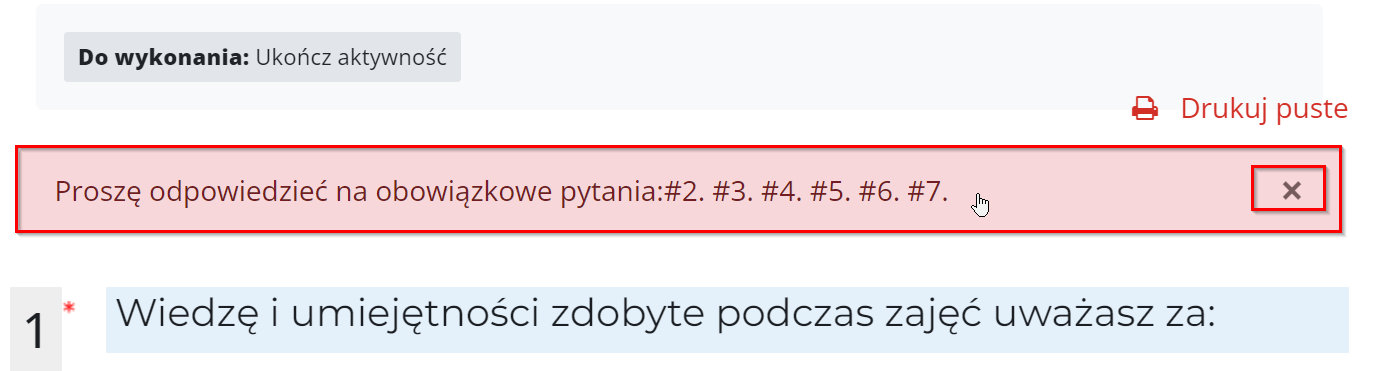 Do wykonania: Ukończ aktywność
Drukuj puste
Proszę odpowiedzieć na obowiązkowe pytania:#2. #3. #4. #5. #6. #7. ×
1 * Wiedzę i umiejętności zdobyte podczas zajęć uważasz za: